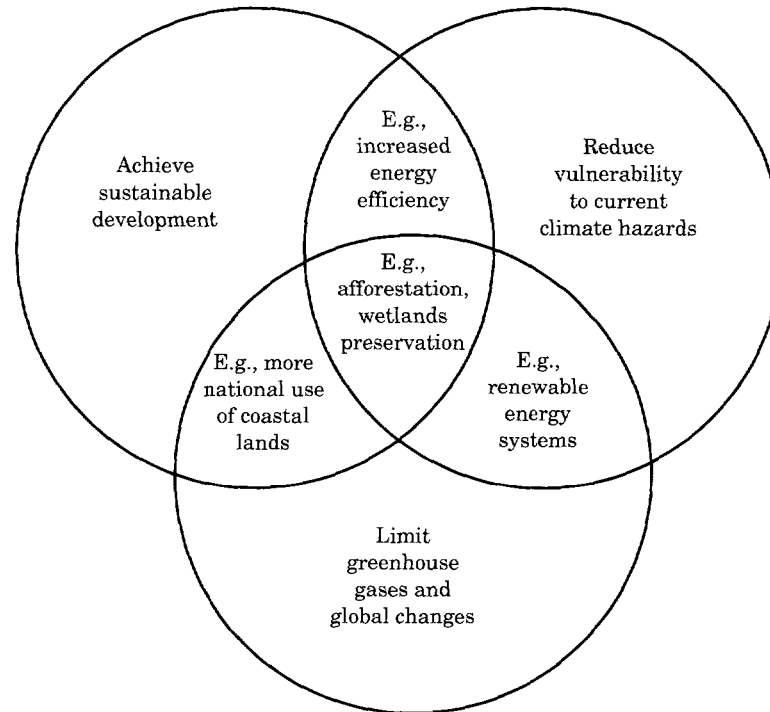 E.g.,
increased
energy
efficiency
Achieve
sustainable
development
Reduce
vulnerability
to current
climate hazards
E.g.,
afforestation,
wetlands
preservation
E.g., more
national use
of coastal
lands
E.g.,
renewable
energy
systems
Limit
greenhouse
gases and
global changes